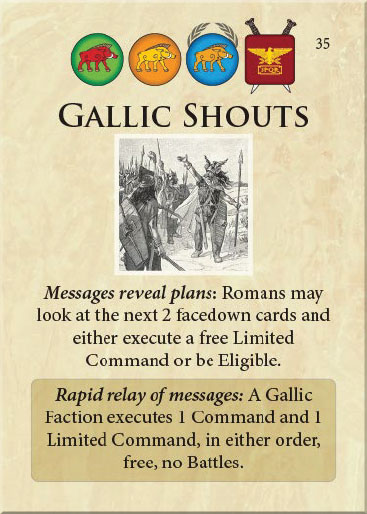 35
SPQR
GALLIC SHOUTS
Messages reveal plans: Romans may
look at the next 2 facedown cards and
either execute a free Limited
Command or be Eligible.
Rapid relay of messages: A Gallic
Faction executes 1 Command and 1
Limited Command, in either order,
free, no Battles.